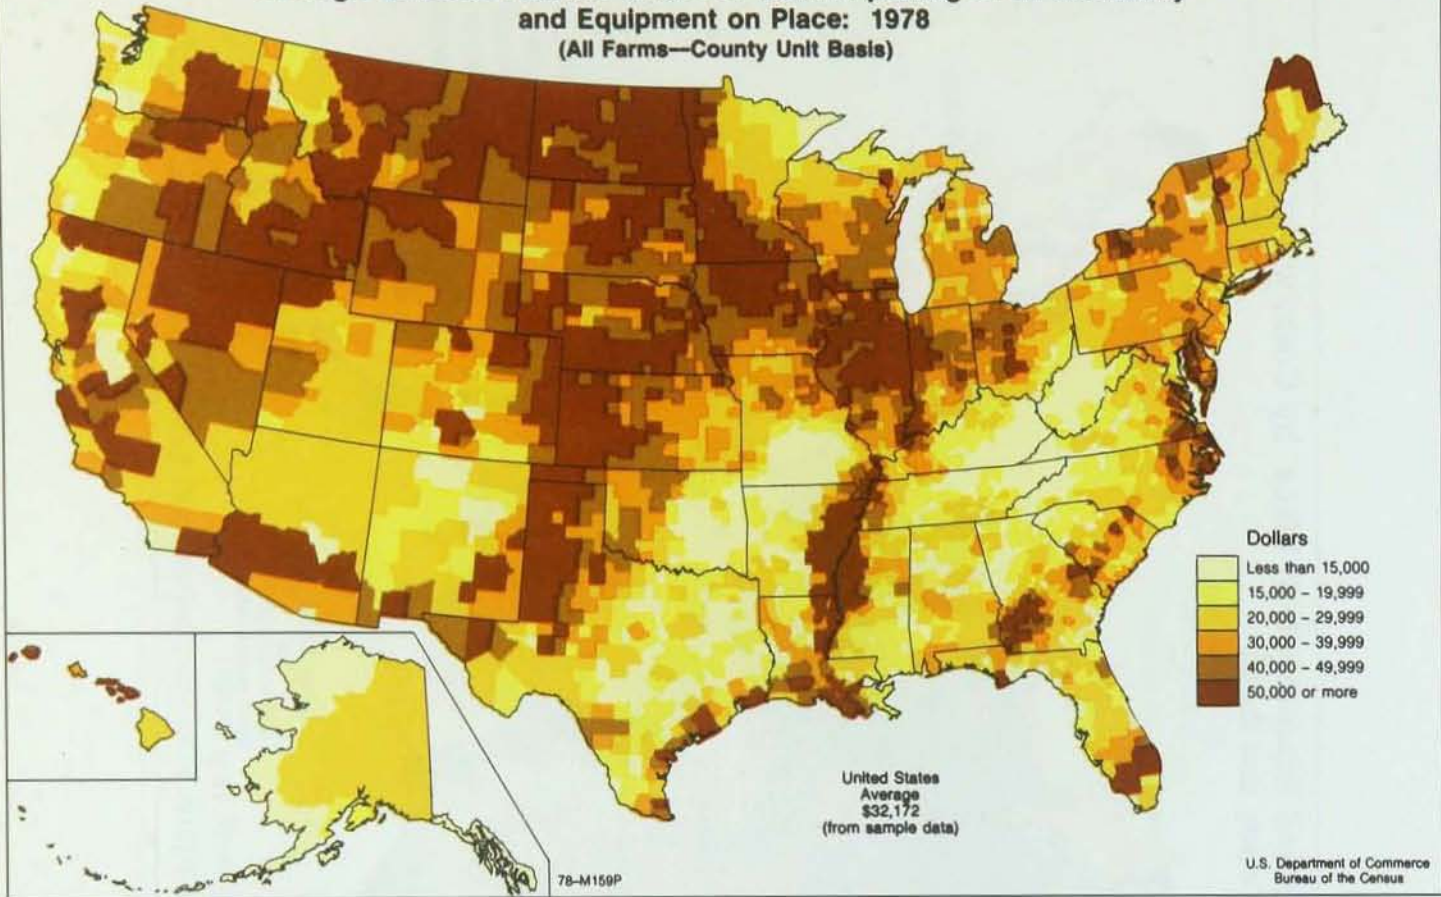 and Equipment on Place: 1978
(All Farms—County Unit Basis)
Dollars
Less than 15,000
15,000 – 19,999
20,000 – 29,999
30,000 – 39,999
40,000 – 49,999
50,000 or more
United States
Average
$32,172
(from sample data)
78–M159P
U.S. Department of Commerce
Bureau of the Census